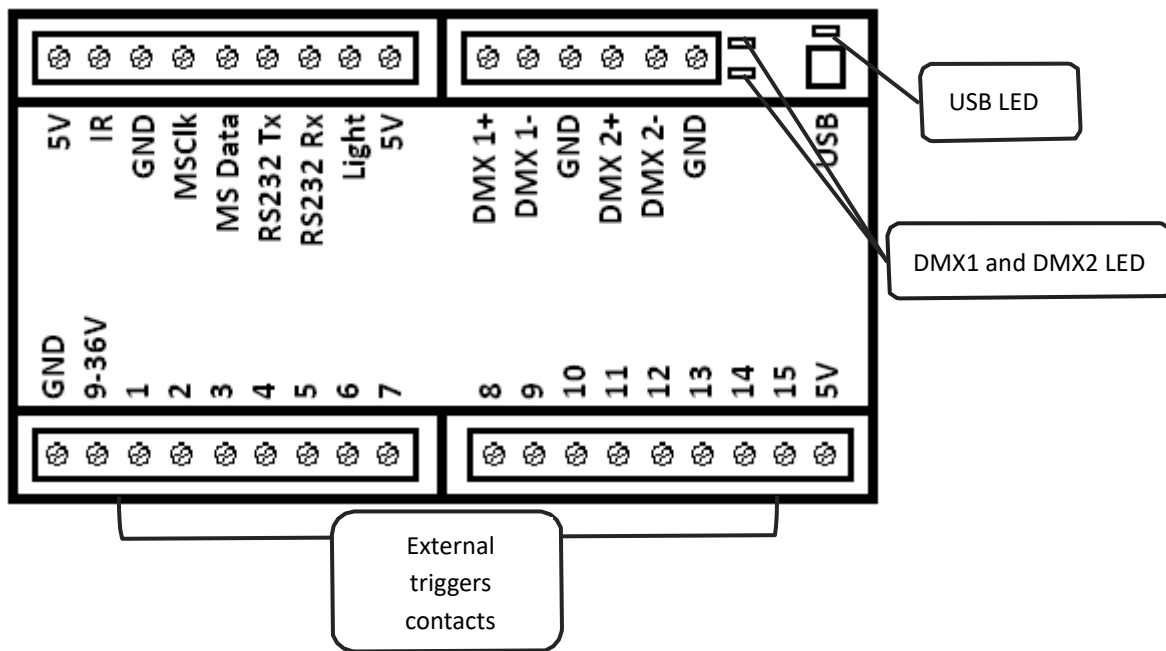 USB LED
5V
IR
GND
MSClk
MS Data
RS232 Tx
RS232 Rx
Light
5V
DMX 1+
DMX 1-
GND
DMX 2+
DMX 2-
GND
USB
DMX1 and DMX2 LED
GND
9-36V
1
2
3
4
5
6
7
8
9
10
11
12
13
14
15
5V
External
triggers
contacts